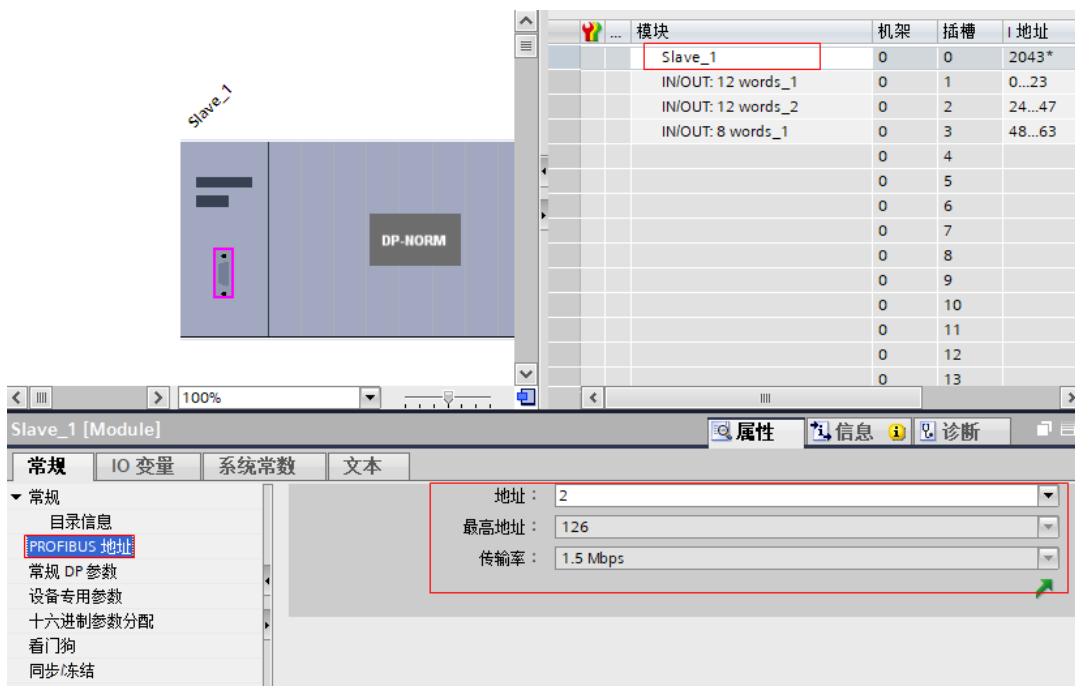 ... 模块 机架 插槽 I 地址
Slave_1 0 0 2043*
IN/OUT: 12 words_1 0 1 0...23
IN/OUT: 12 words_2 0 2 24...47
IN/OUT: 8 words_1 0 3 48...63
0 4
0 5
0 6
0 7
0 8
0 9
0 10
0 11
0 12
0 13
Slave_1
DP-NORM
100%
Slave_1 [Module]
属性 信息 诊断
常规 IO 变量 系统常数 文本
常规
目录信息
PROFIBUS 地址
常规 DP 参数
设备专用参数
十六进制参数分配
看门狗
同步/冻结
地址: 2
最高地址: 126
传输率: 1.5 Mbps